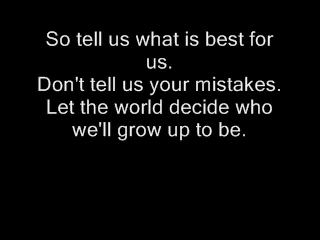 So tell us what is best for
us.
Don't tell us your mistakes.
Let the world decide who
we'll grow up to be.